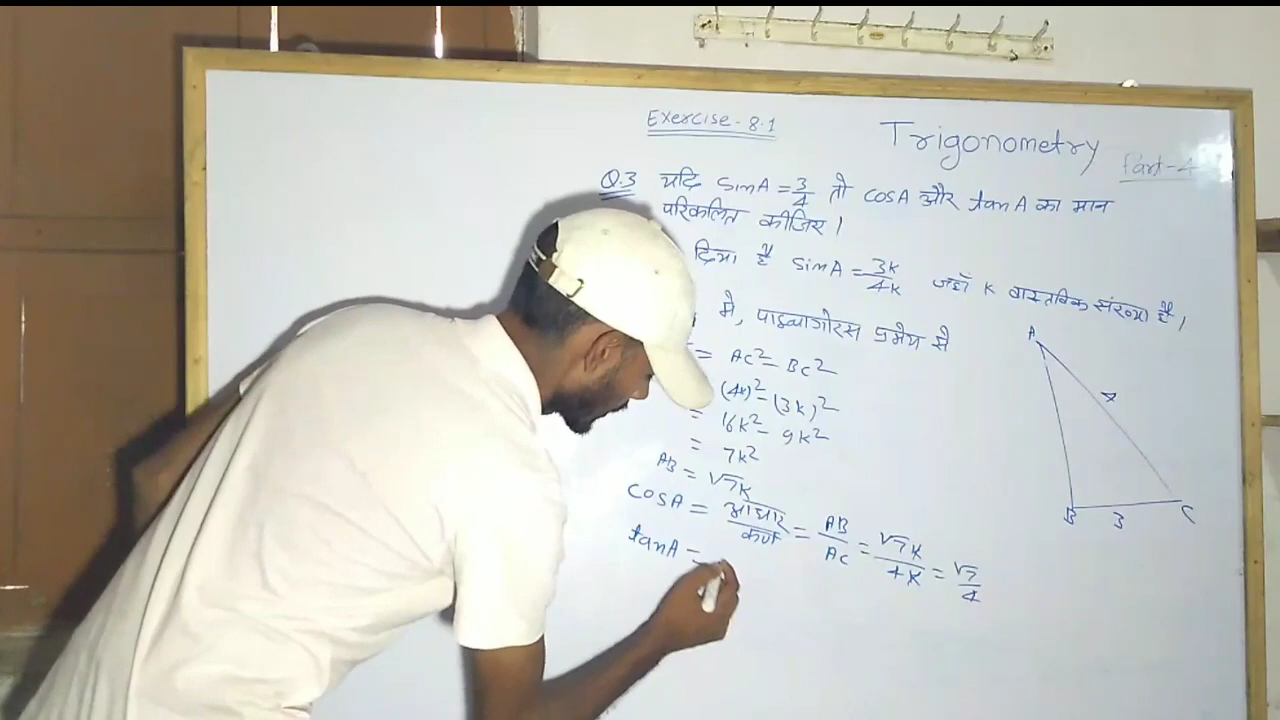 Exercise - 8.1
Trigonometry
Part-4
Q.3 यदि sinA = 3/4 तो cosA और tanA का मान
परिकलित कीजिए।
दिया है sinA = 3k/4k जहाँ k वास्तविक संख्या है,
मे, पाइथागोरस प्रमेय से
= AC² - BC²
= (4k)² - (3k)²
= 16k² - 9k²
= 7k²
AB = √7k
cosA = आधार/कर्ण = AB/AC = √7k/4k = √7/4
tanA =
A
4
B 3 C